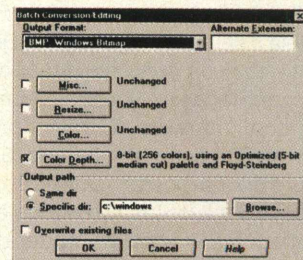 Batch Conversion-Editing
Output Format: Alternate Extension:
BMP Windows Bitmap
Misc... Unchanged
Resize... Unchanged
Color... Unchanged
Color Depth... 8-bit [256 colors], using an Optimized [5-bit
median cut] palette and Floyd-Steinberg
Output path
Same dir
Specific dir: c:\windows Browse...
Overwrite existing files
OK Cancel Help